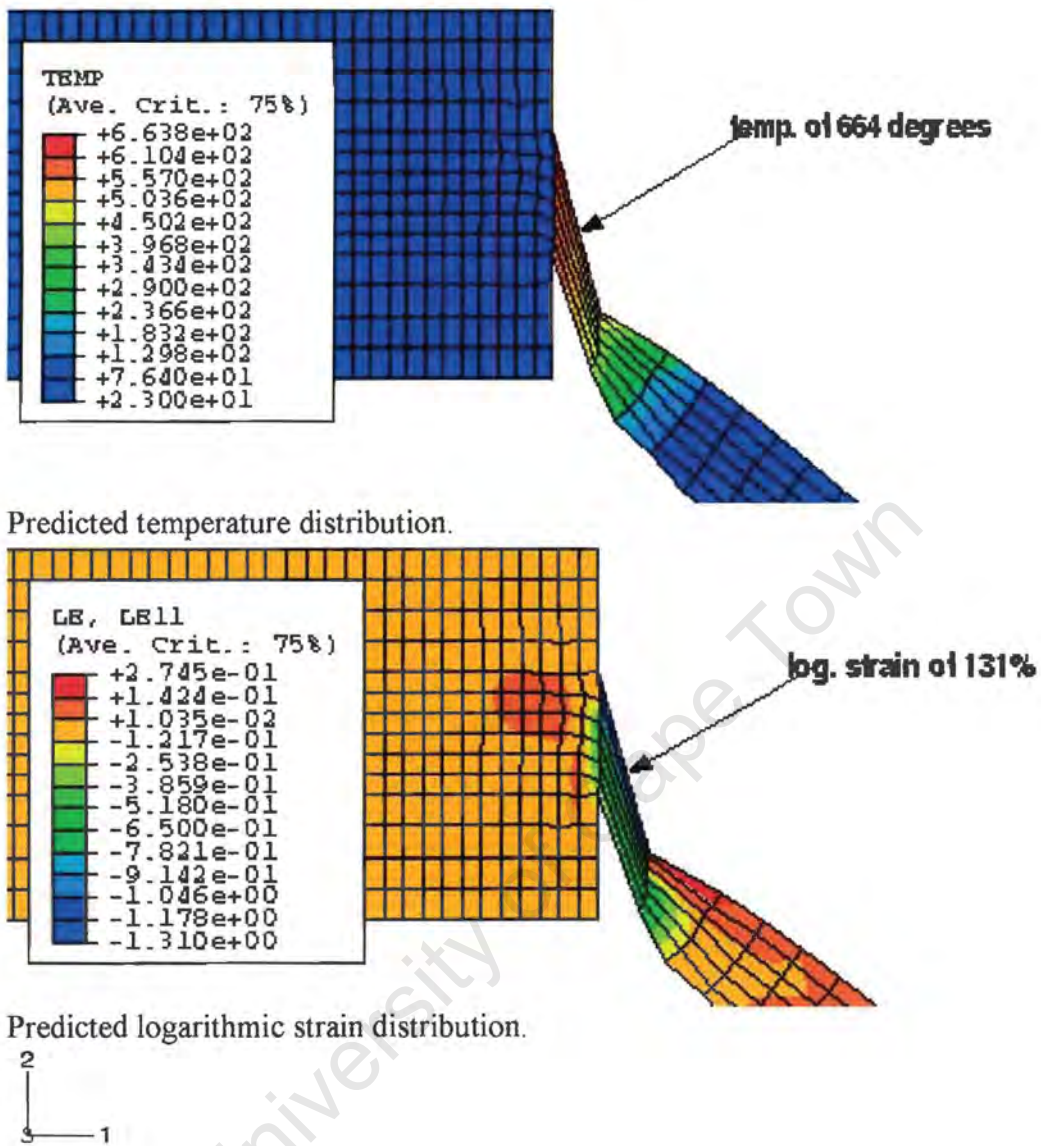 TEMP
(Ave. Crit.: 75%)
+6.638e+02
+6.104e+02
+5.570e+02
+5.036e+02
+4.502e+02
+3.968e+02
+3.434e+02
+2.900e+02
+2.366e+02
+1.832e+02
+1.298e+02
+7.640e+01
+2.300e+01
temp. of 664 degrees
Predicted temperature distribution.
LE, LE11
(Ave. Crit.: 75%)
+2.745e-01
+1.424e-01
+1.035e-02
-1.217e-01
-2.538e-01
-3.859e-01
-5.180e-01
-6.500e-01
-7.821e-01
-9.142e-01
-1.046e+00
-1.178e+00
-1.310e+00
log. strain of 131%
Predicted logarithmic strain distribution.
2
3 1
University of Cape Town